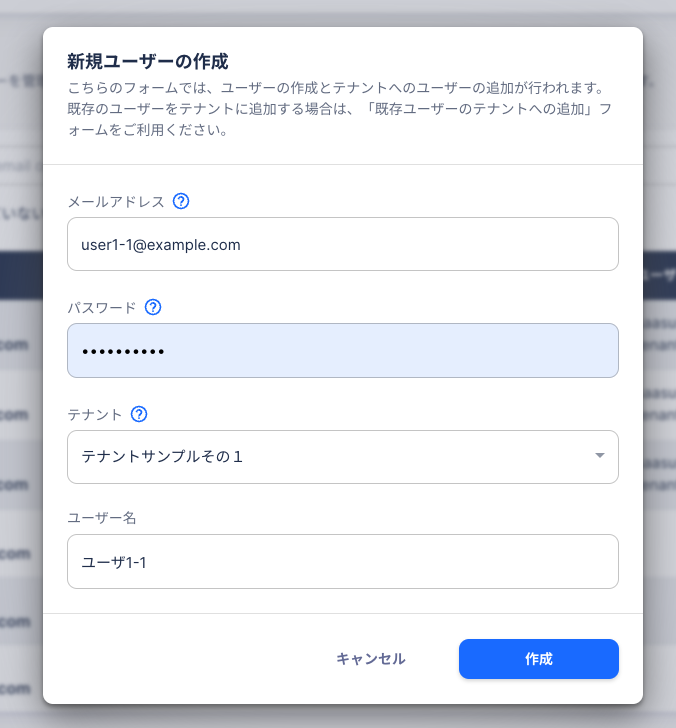 新規ユーザーの作成
こちらのフォームでは、ユーザーの作成とテナントへのユーザーの追加が行われます。
既存のユーザーをテナントに追加する場合は、「既存ユーザーのテナントへの追加」フ
ォームをご利用ください。
メールアドレス ?
user1-1@example.com
パスワード ?
••••••••••
テナント ?
テナントサンプルその１
ユーザー名
ユーザ1-1
キャンセル 作成